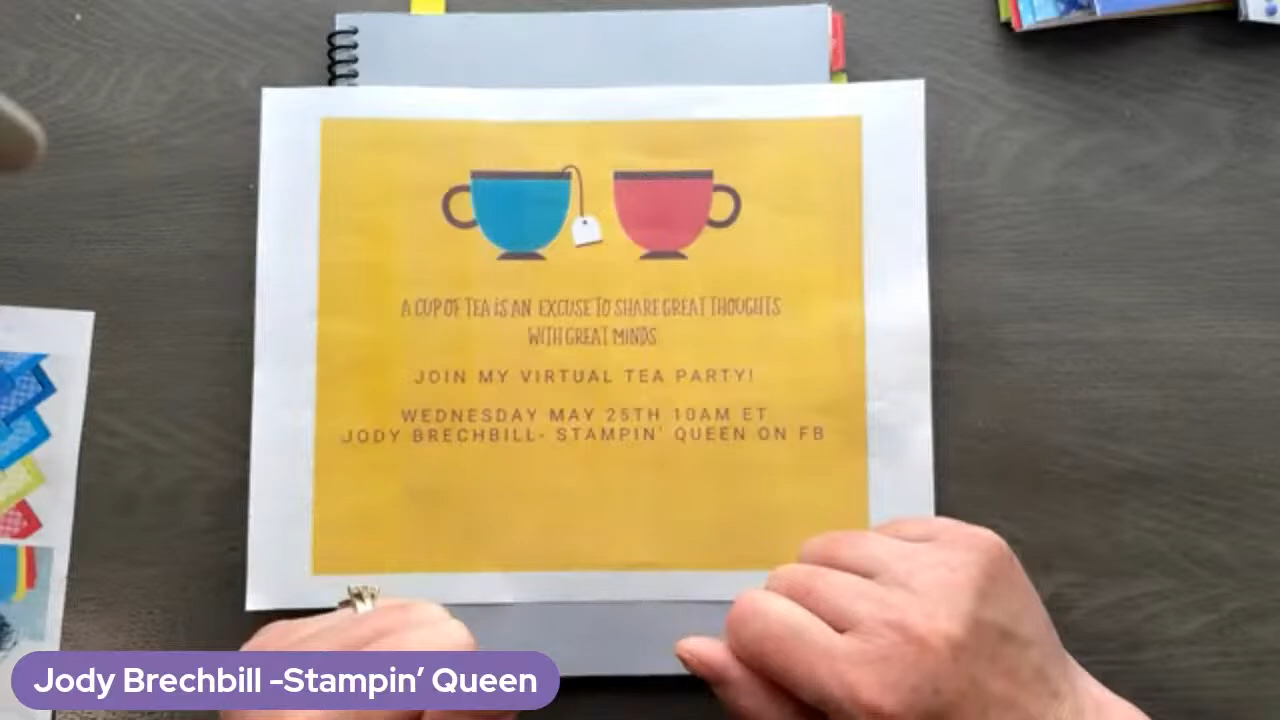 A CUP OF TEA IS AN EXCUSE TO SHARE GREAT THOUGHTS
WITH GREAT MINDS
JOIN MY VIRTUAL TEA PARTY!
WEDNESDAY MAY 25TH 10AM ET
JODY BRECHBILL- STAMPIN' QUEEN ON FB
Jody Brechbill -Stampin’ Queen